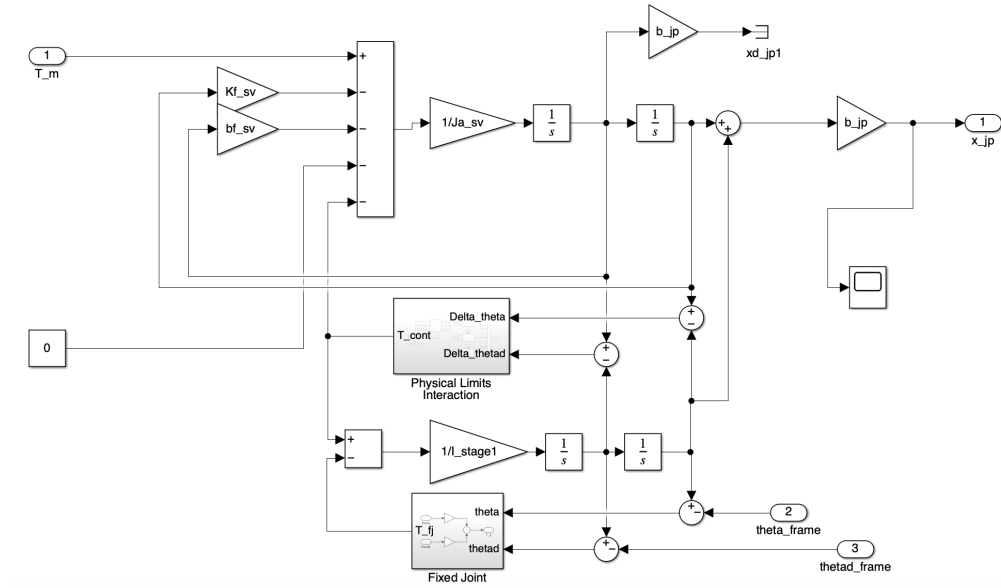 b_jp
xd_jp1
1
T_m
+
−
−
−
−
Kf_sv
bf_sv
1/Ja_sv
1
s
1
s
+
+
b_jp
1
x_jp
0
Delta_theta
T_cont
Delta_thetad
Physical Limits
Interaction
+
−
+
−
+
−
1/I_stage1
1
s
1
s
theta
T_fj
thetad
Fixed Joint
+
−
2
theta_frame
+
−
3
thetad_frame